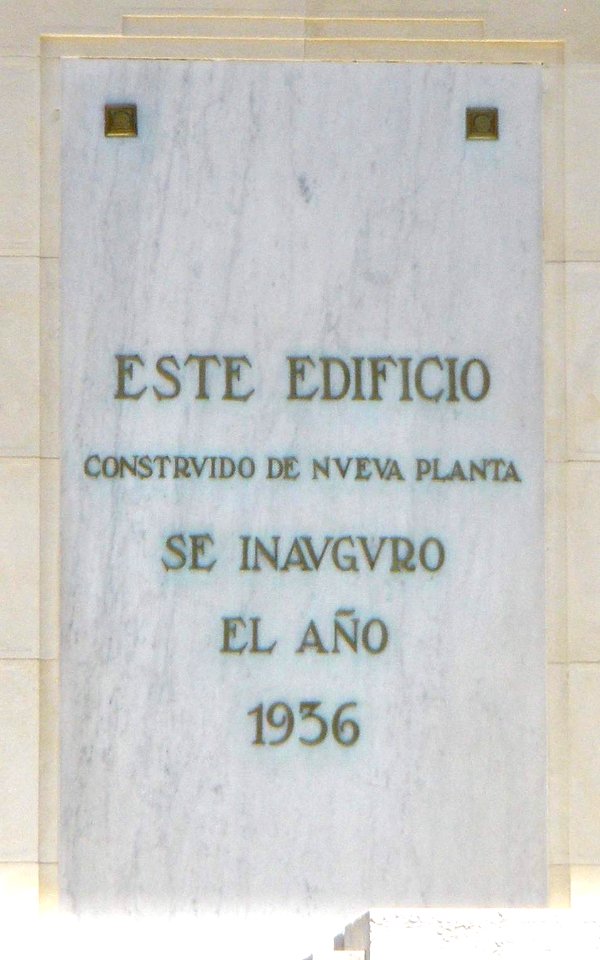 ESTE EDIFICIO
CONSTRVIDO DE NVEVA PLANTA
SE INAVGVRO
EL AÑO
1936